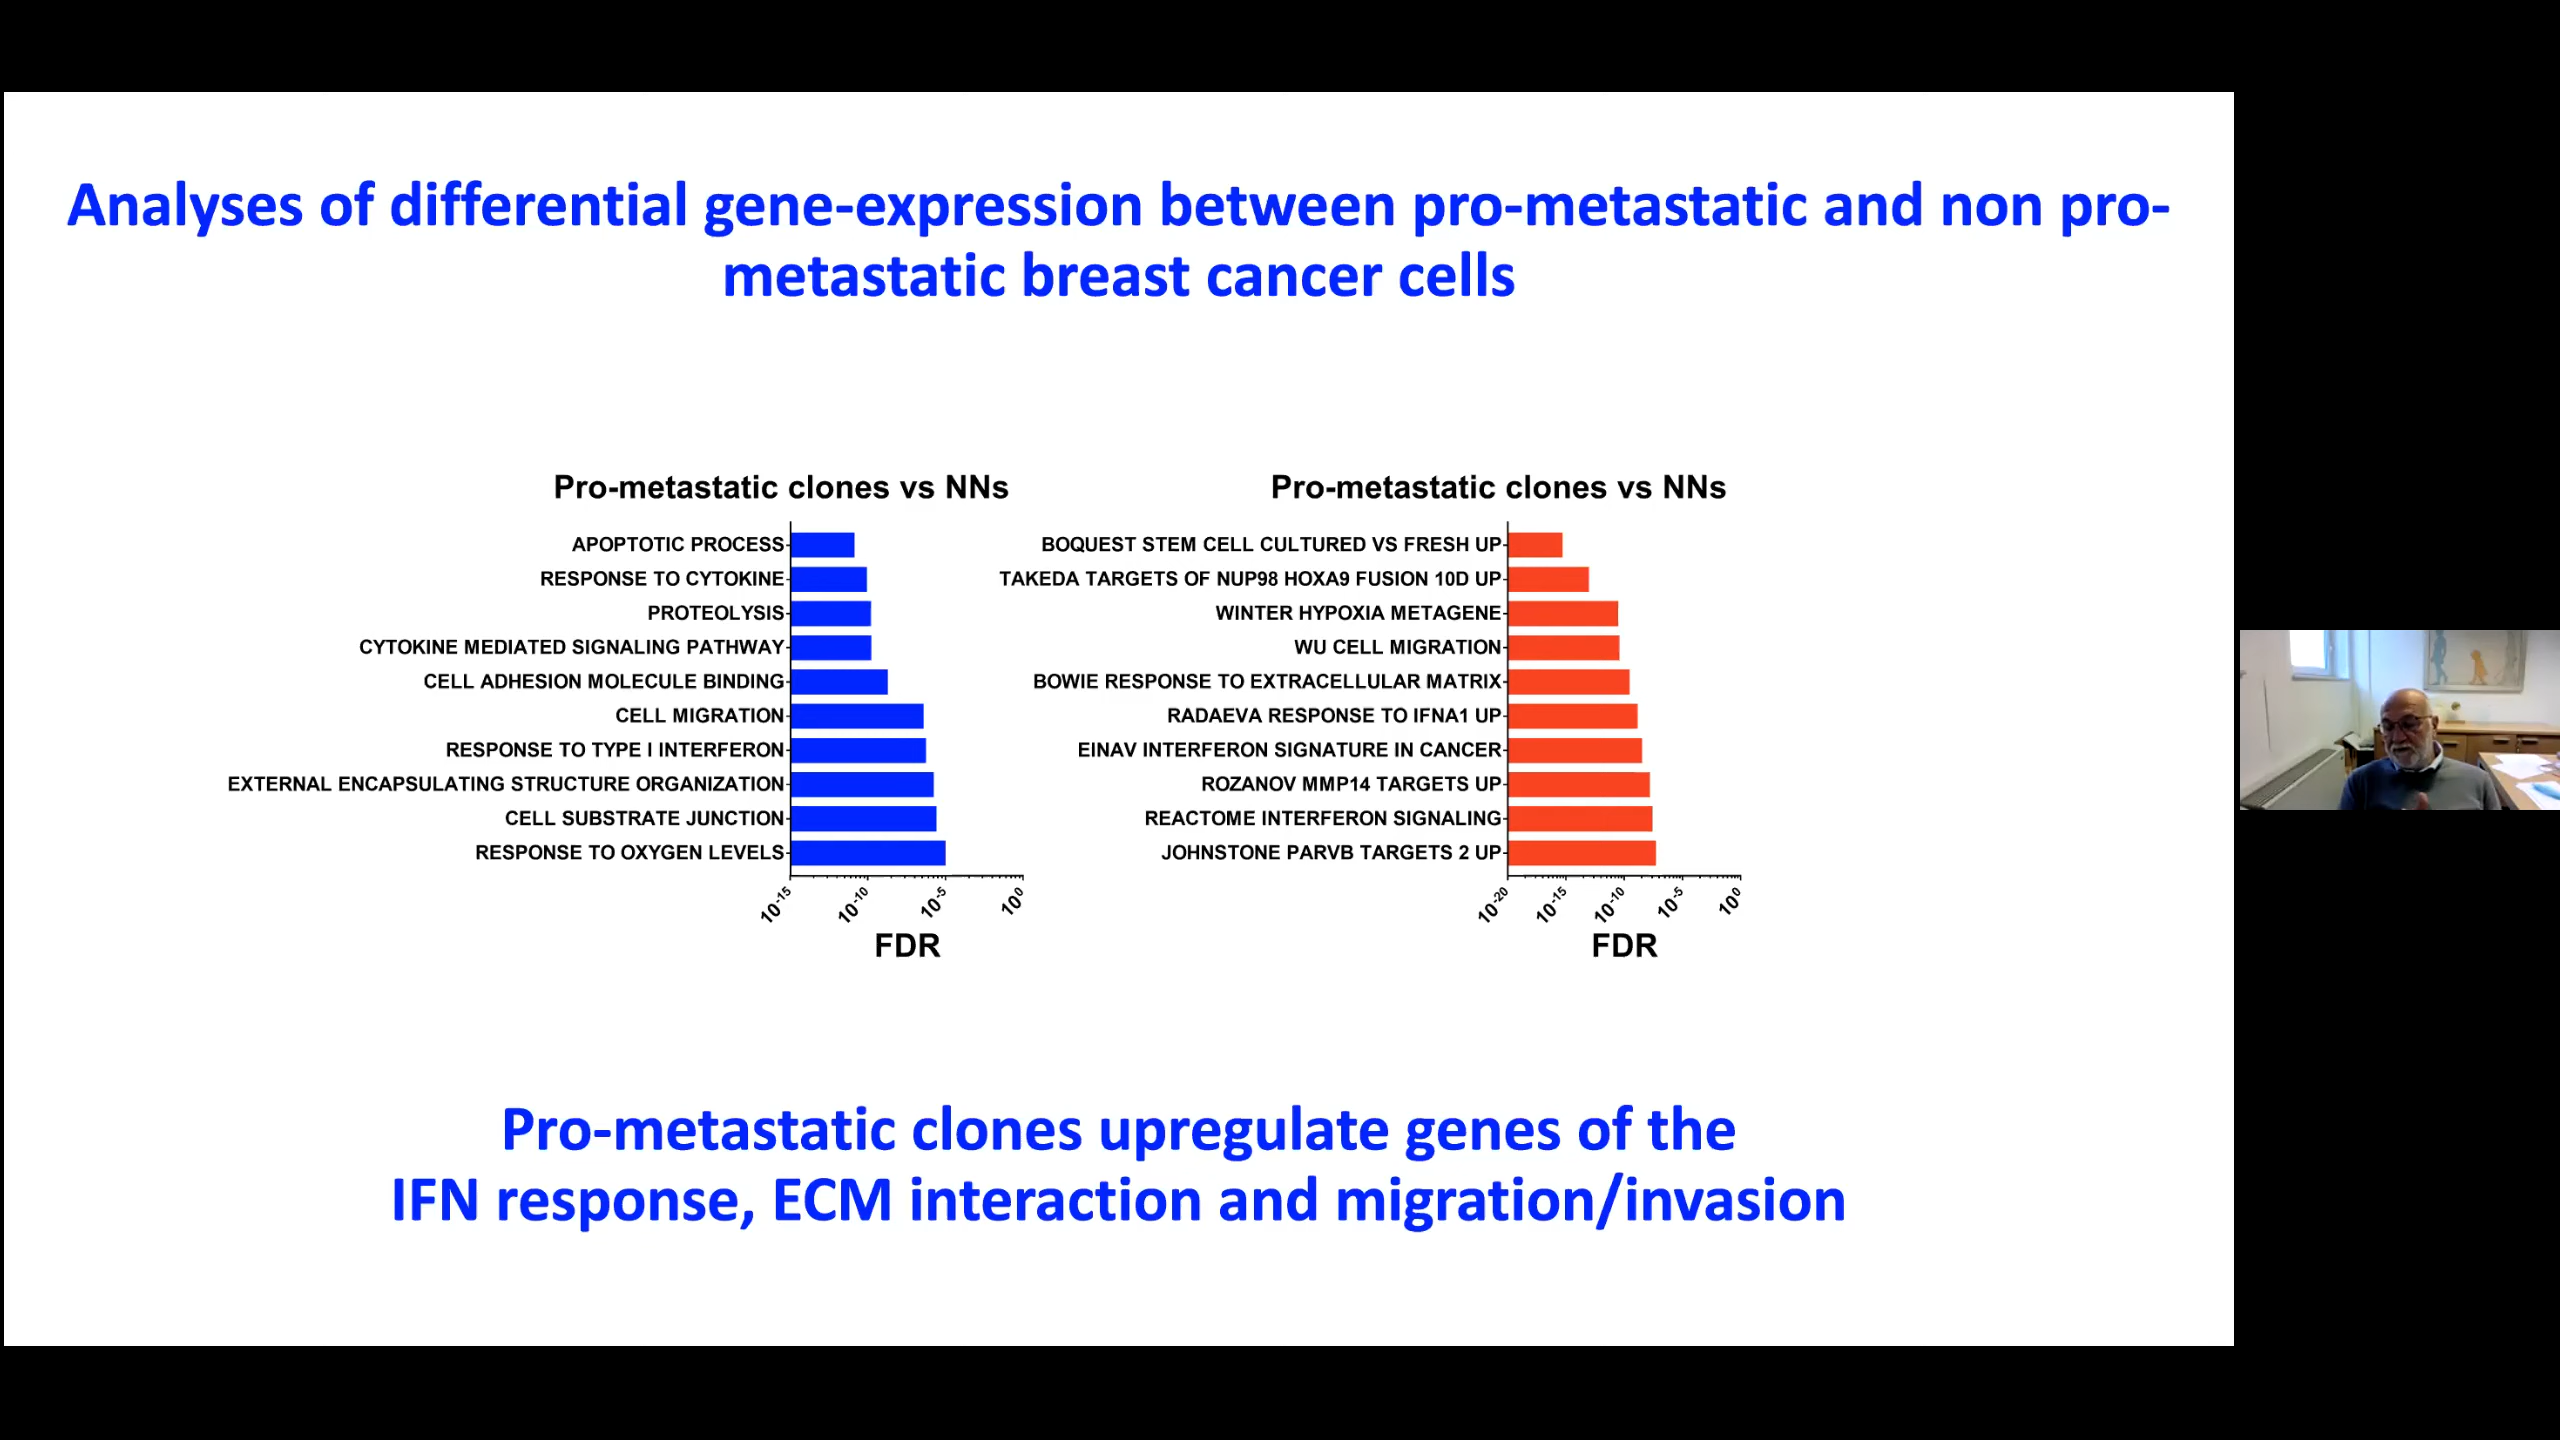 Analyses of differential gene-expression between pro-metastatic and non pro-
metastatic breast cancer cells
Pro-metastatic clones vs NNs
APOPTOTIC PROCESS
RESPONSE TO CYTOKINE
PROTEOLYSIS
CYTOKINE MEDIATED SIGNALING PATHWAY
CELL ADHESION MOLECULE BINDING
CELL MIGRATION
RESPONSE TO TYPE I INTERFERON
EXTERNAL ENCAPSULATING STRUCTURE ORGANIZATION
CELL SUBSTRATE JUNCTION
RESPONSE TO OXYGEN LEVELS
10-15 10-10 10-5 100
FDR
Pro-metastatic clones vs NNs
BOQUEST STEM CELL CULTURED VS FRESH UP
TAKEDA TARGETS OF NUP98 HOXA9 FUSION 10D UP
WINTER HYPOXIA METAGENE
WU CELL MIGRATION
BOWIE RESPONSE TO EXTRACELLULAR MATRIX
RADAEVA RESPONSE TO IFNA1 UP
EINAV INTERFERON SIGNATURE IN CANCER
ROZANOV MMP14 TARGETS UP
REACTOME INTERFERON SIGNALING
JOHNSTONE PARVB TARGETS 2 UP
10-20 10-15 10-10 10-5 100
FDR
Pro-metastatic clones upregulate genes of the
IFN response, ECM interaction and migration/invasion